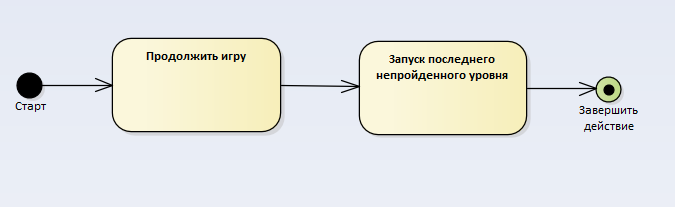 Старт
Продолжить игру
Запуск последнего
непройденного уровня
Завершить
действие